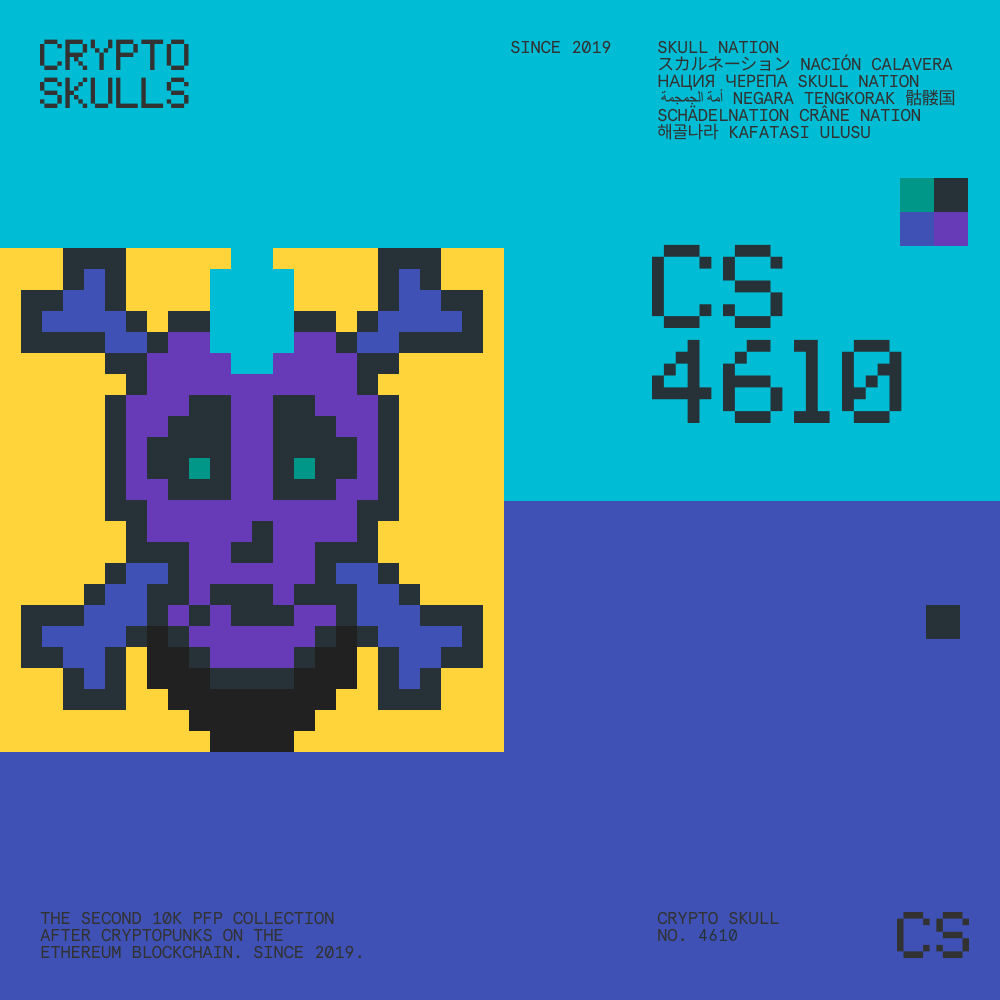 CRYPTO
SKULLS
SINCE 2019
SKULL NATION
スカルネーション NACIÓN CALAVERA
НАЦИЯ ЧЕРЕПА SKULL NATION
أمة الجمجمة NEGARA TENGKORAK 骷髅国
SCHÄDELNATION CRÂNE NATION
해골나라 KAFATASI ULUSU
CS
4610
THE SECOND 10K PFP COLLECTION
AFTER CRYPTOPUNKS ON THE
ETHEREUM BLOCKCHAIN. SINCE 2019.
CRYPTO SKULL
NO. 4610
CS